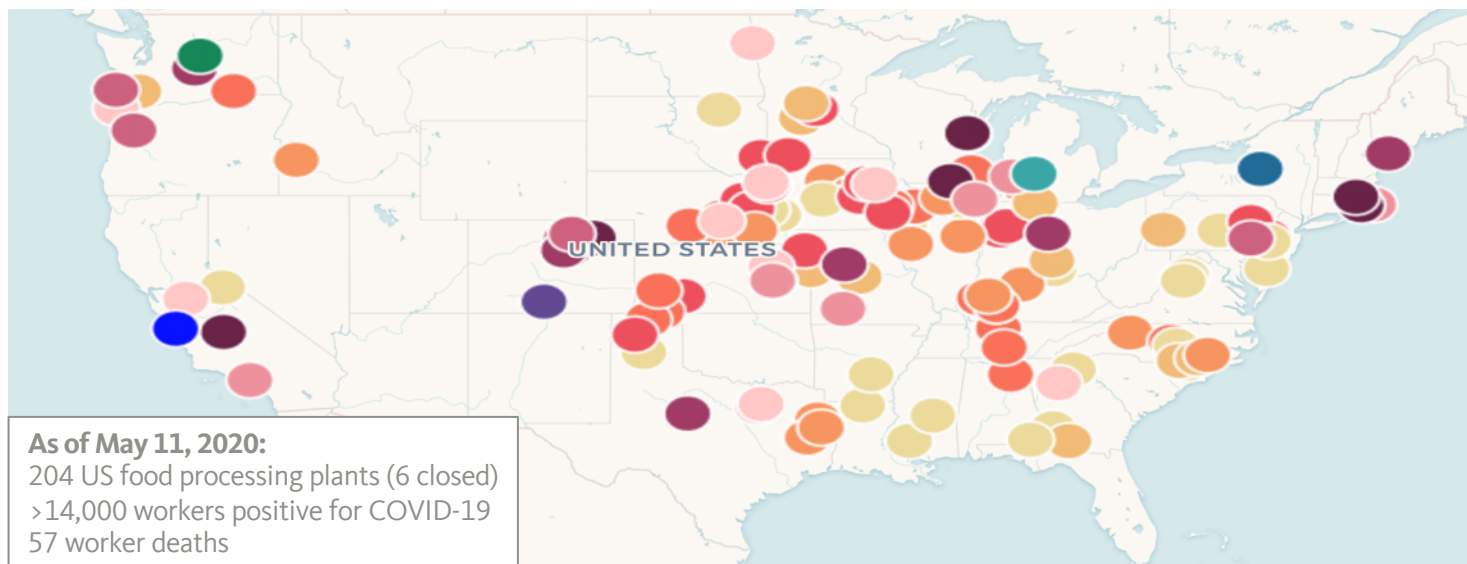 UNITED STATES
As of May 11, 2020:
204 US food processing plants (6 closed)
>14,000 workers positive for COVID-19
57 worker deaths